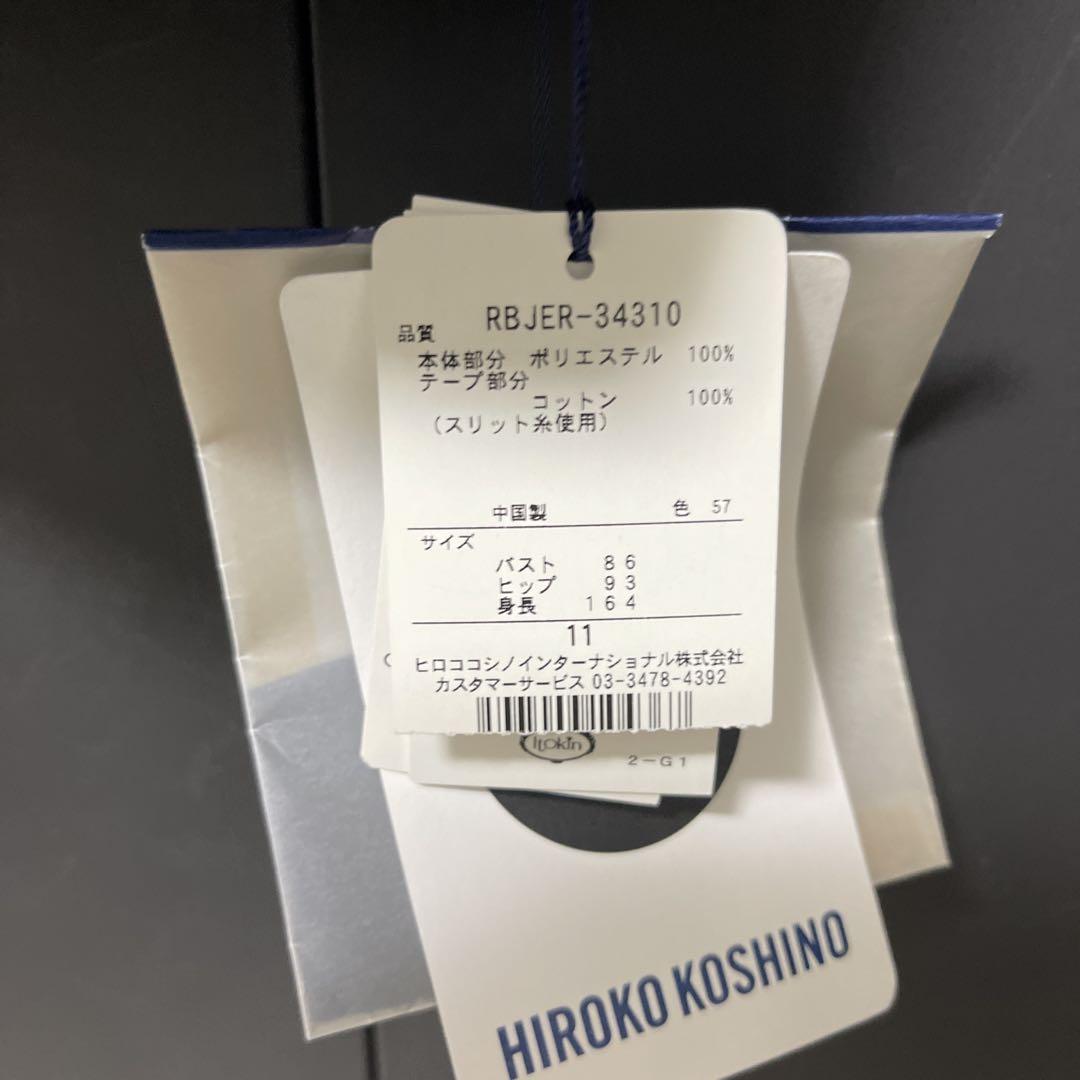 RBJER-34310
品質
本体部分 ポリエステル 100%
テープ部分
コットン 100%
(スリット糸使用)
中国製 色 57
サイズ
バスト 86
ヒップ 93
身長 164
11
ヒロココシノインターナショナル株式会社
カスタマーサービス 03-3478-4392
itokin
2-G1
HIROKO KOSHINO